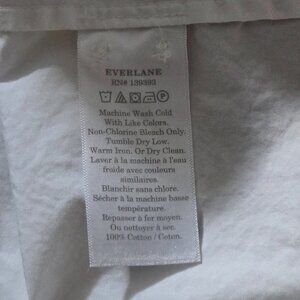 EVERLANE
RN# 139393
Machine Wash Cold
With Like Colors.
Non-Chlorine Bleach Only.
Tumble Dry Low.
Warm Iron. Or Dry Clean.
Laver à la machine à l'eau
froide avec couleurs
similaires.
Blanchir sans chlore.
Sécher à la machine basse
température.
Repasser à fer moyen.
Ou nettoyer à sec.
100% Cotton / Coton.